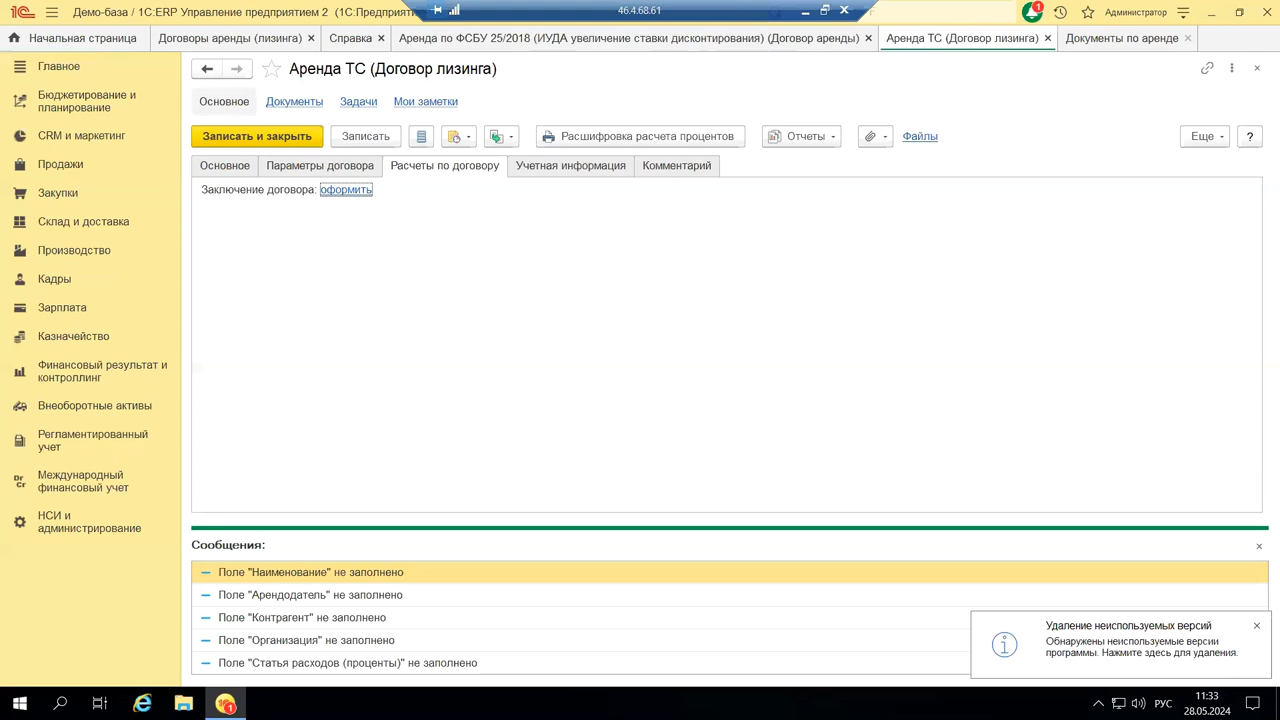 Демо-база / 1С:ERP Управление предприятием 2 (1С:Предприяти
46.4.68.61
1
Администратор
Начальная страница
Договоры аренды (лизинга)
Справка
Аренда по ФСБУ 25/2018 (ИУДА увеличение ставки дисконтирования) (Договор аренды)
Аренда ТС (Договор лизинга)
Документы по аренде
Главное
Бюджетирование и
планирование
CRM и маркетинг
Продажи
Закупки
Склад и доставка
Производство
Кадры
Зарплата
Казначейство
Финансовый результат и
контроллинг
Внеоборотные активы
Регламентированный
учет
Dr
Cr
Международный
финансовый учет
НСИ и
администрирование
Аренда ТС (Договор лизинга)
Основное
Документы
Задачи
Мои заметки
Записать и закрыть
Записать
Расшифровка расчета процентов
Отчеты
Файлы
Еще
?
Основное
Параметры договора
Расчеты по договору
Учетная информация
Комментарий
Заключение договора: оформить
Сообщения:
Поле "Наименование" не заполнено
Поле "Арендодатель" не заполнено
Поле "Контрагент" не заполнено
Поле "Организация" не заполнено
Поле "Статья расходов (проценты)" не заполнено
Удаление неиспользуемых версий
Обнаружены неиспользуемые версии
программы. Нажмите здесь для удаления.
1
РУС
11:33
28.05.2024